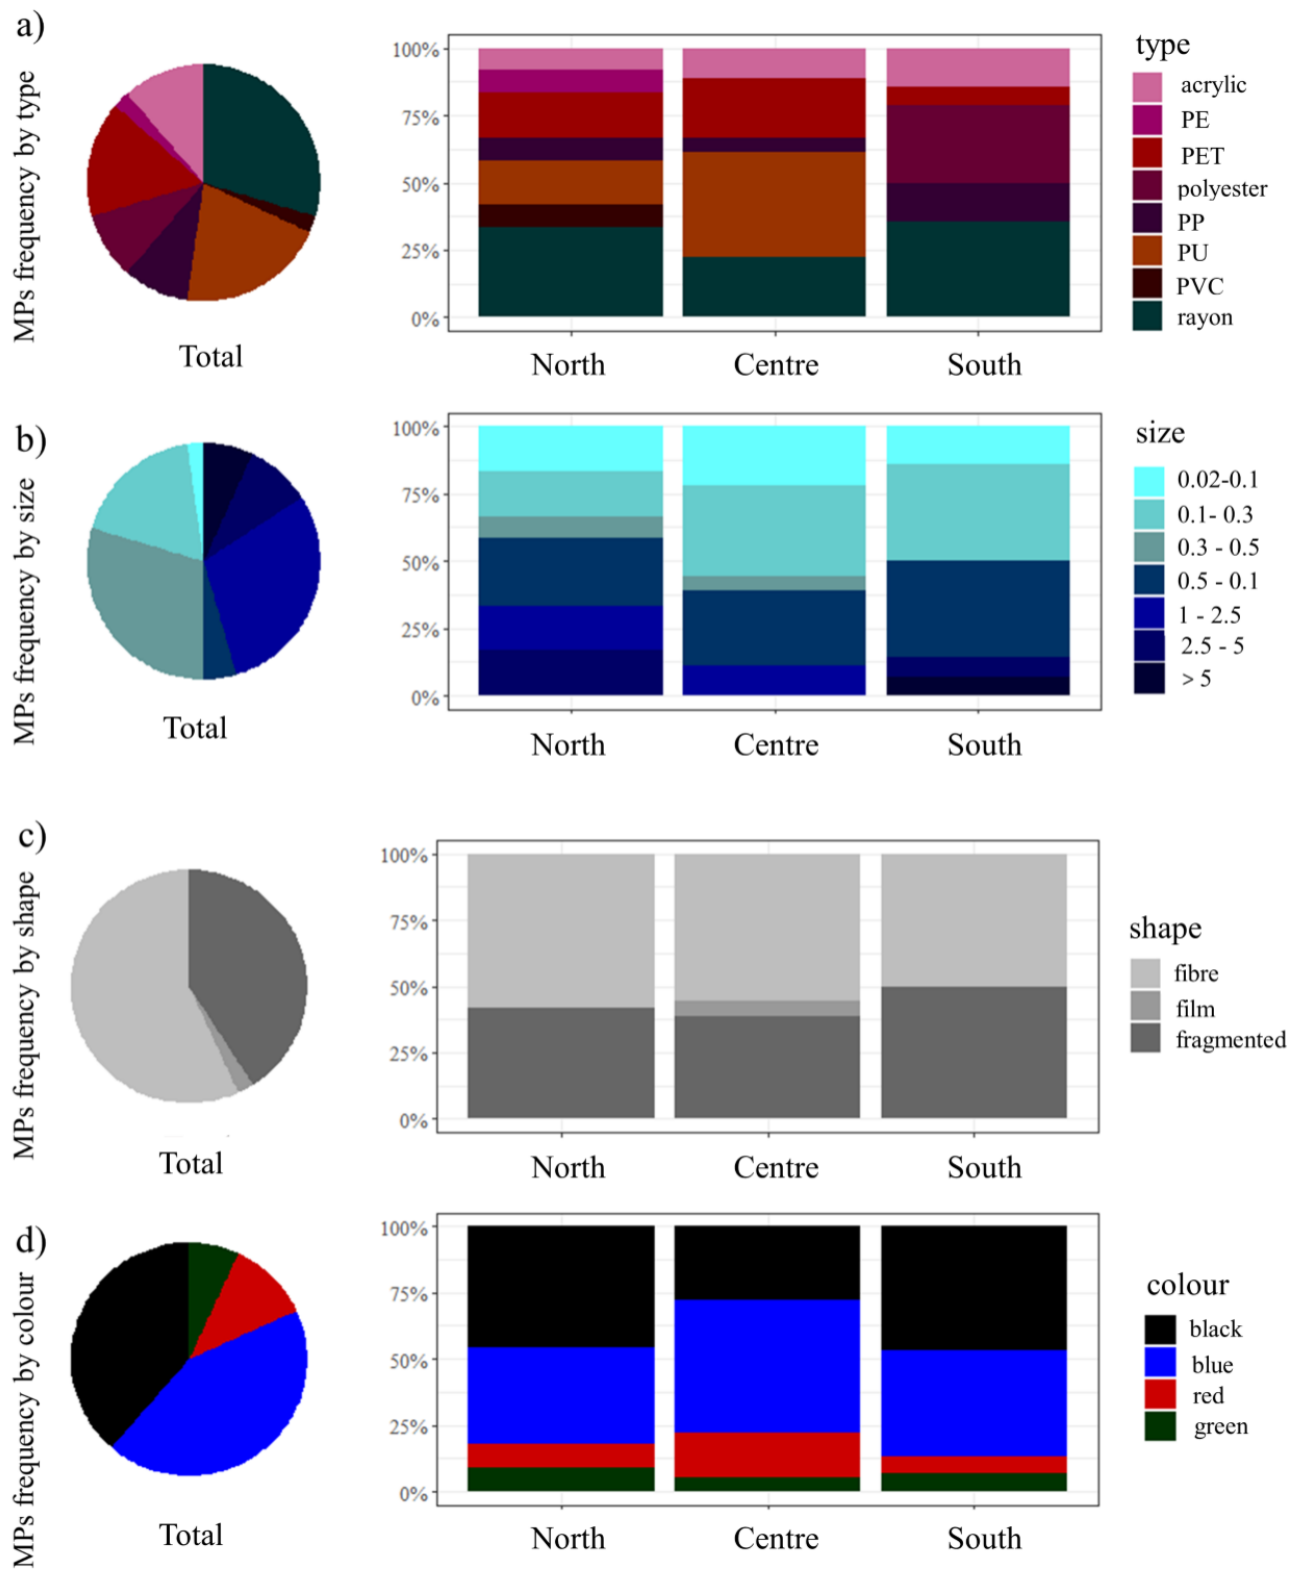 a)
MPs frequency by type
Total
100%
75%
50%
25%
0%
North
Centre
South
type
acrylic
PE
PET
polyester
PP
PU
PVC
rayon
b)
MPs frequency by size
Total
100%
75%
50%
25%
0%
North
Centre
South
size
0.02-0.1
0.1- 0.3
0.3 - 0.5
0.5 - 0.1
1 - 2.5
2.5 - 5
> 5
c)
MPs frequency by shape
Total
100%
75%
50%
25%
0%
North
Centre
South
shape
fibre
film
fragmented
d)
MPs frequency by colour
Total
100%
75%
50%
25%
0%
North
Centre
South
colour
black
blue
red
green